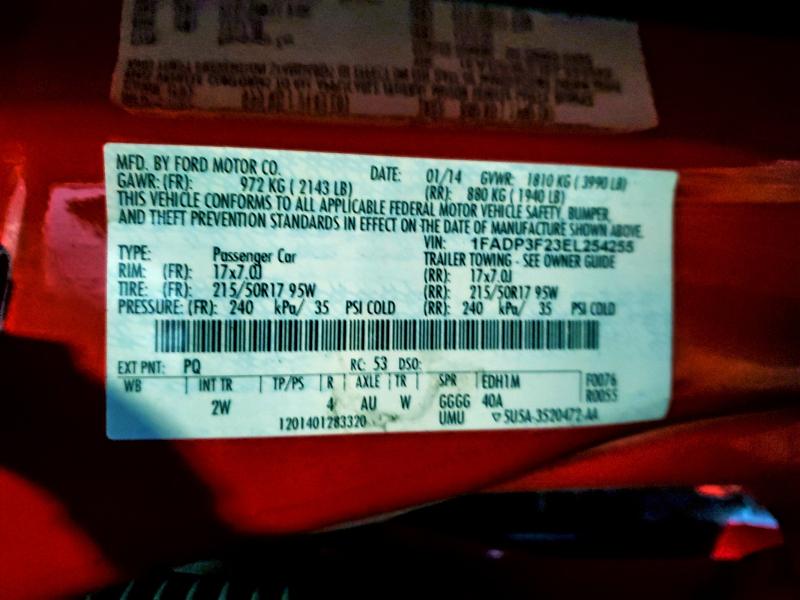 MFD. BY FORD MOTOR CO. DATE: 01/14 GVWR: 1810 KG ( 3990 LB)
GAWR: (FR): 972 KG ( 2143 LB) (RR): 880 KG ( 1940 LB)
THIS VEHICLE CONFORMS TO ALL APPLICABLE FEDERAL MOTOR VEHICLE SAFETY, BUMPER,
AND THEFT PREVENTION STANDARDS IN EFFECT ON THE DATE OF MANUFACTURE SHOWN ABOVE.
VIN: 1FADP3F23EL254255
TYPE: Passenger Car TRAILER TOWING - SEE OWNER GUIDE
RIM: (FR): 17x7.0J (RR): 17x7.0J
TIRE: (FR): 215/50R17 95W (RR): 215/50R17 95W
PRESSURE: (FR): 240 kPa/ 35 PSI COLD (RR): 240 kPa/ 35 PSI COLD
EXT PNT: PQ RC: 53 DSO:
WB INT TR TP/PS R AXLE TR SPR EDH1M F0076
2W 4 AU W GGGG 40A R0055
1201401283320 UMU ▽5U5A-3520472-AA